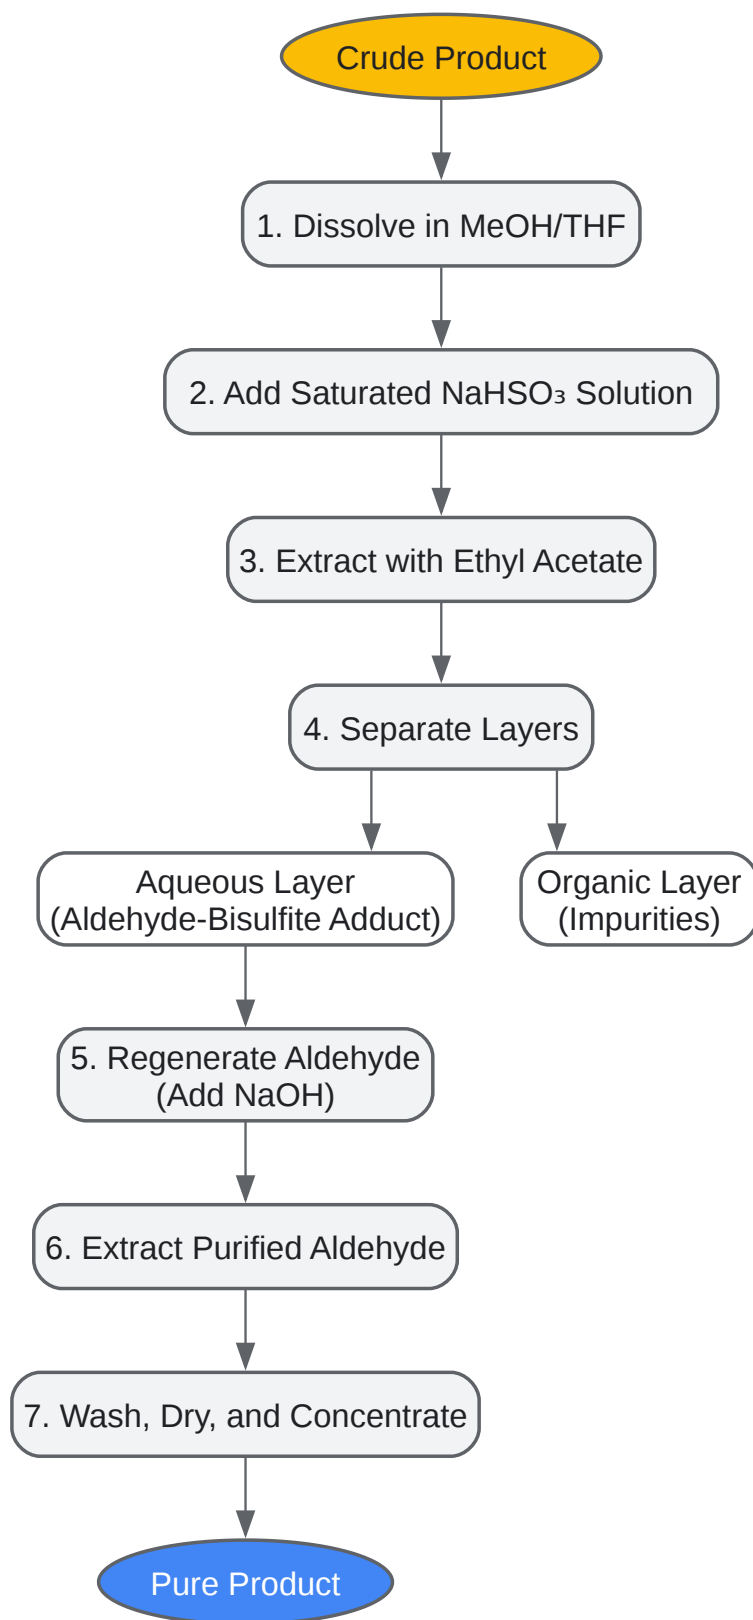 Crude Product
1. Dissolve in MeOH/THF
2. Add Saturated NaHSO₃ Solution
3. Extract with Ethyl Acetate
4. Separate Layers
Aqueous Layer
(Aldehyde-Bisulfite Adduct)
Organic Layer
(Impurities)
5. Regenerate Aldehyde
(Add NaOH)
6. Extract Purified Aldehyde
7. Wash, Dry, and Concentrate
Pure Product